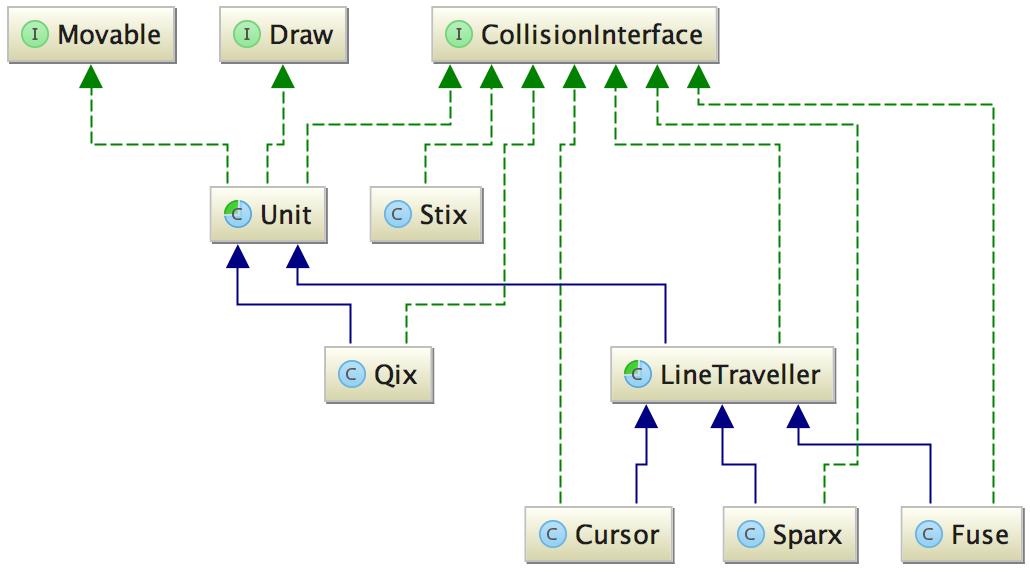 I Movable
I Draw
I CollisionInterface
C Unit
C Stix
C Qix
C LineTraveller
C Cursor
C Sparx
C Fuse